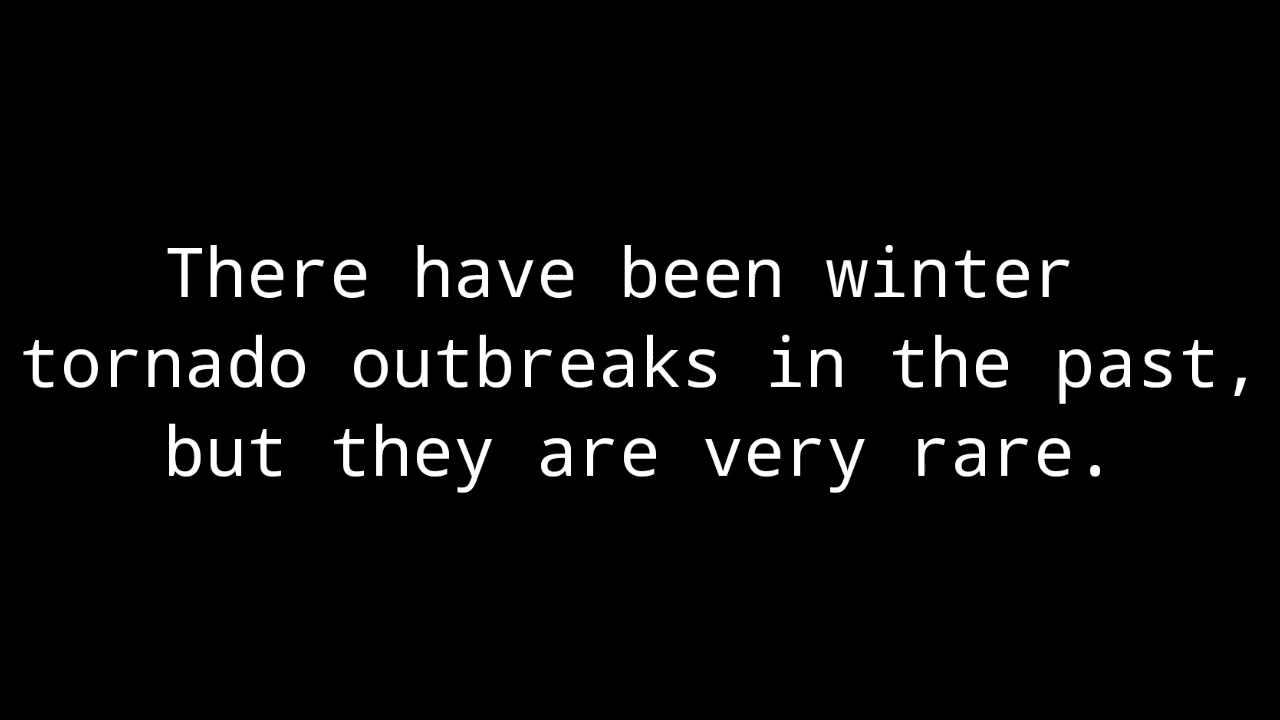 There have been winter
tornado outbreaks in the past,
but they are very rare.